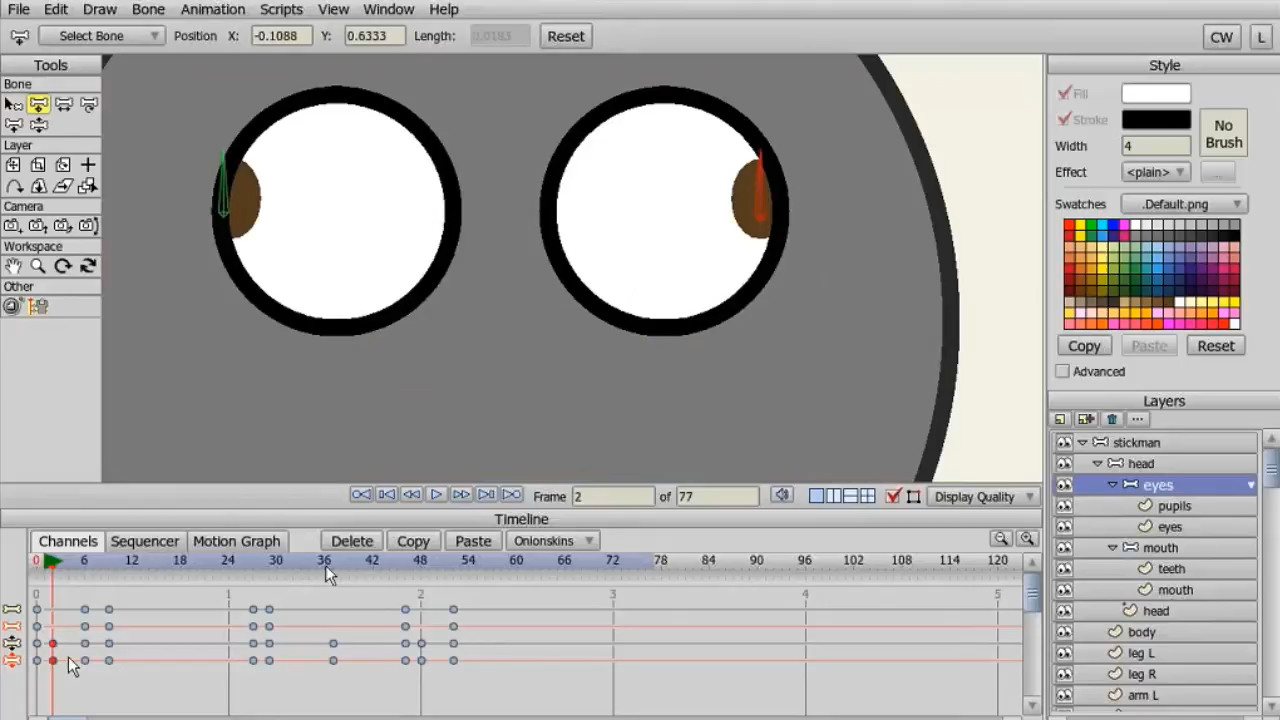 File Edit Draw Bone Animation Scripts View Window Help
Select Bone Position X: -0.1088 Y: 0.6333 Length: 0.0183 Reset CW L
Tools
Bone
Layer
Camera
Workspace
Other
Style
Fill
Stroke
No Brush
Width 4
Effect <plain> ...
Swatches .Default.png
Copy Paste Reset
Advanced
Layers
stickman
head
eyes
pupils
eyes
mouth
teeth
mouth
head
body
leg L
leg R
arm L
Frame 2 of 77 Display Quality
Timeline
Channels Sequencer Motion Graph Delete Copy Paste Onionskins
0 6 12 18 24 30 36 42 48 54 60 66 72 78 84 90 96 102 108 114 120
0 1 2 3 4 5